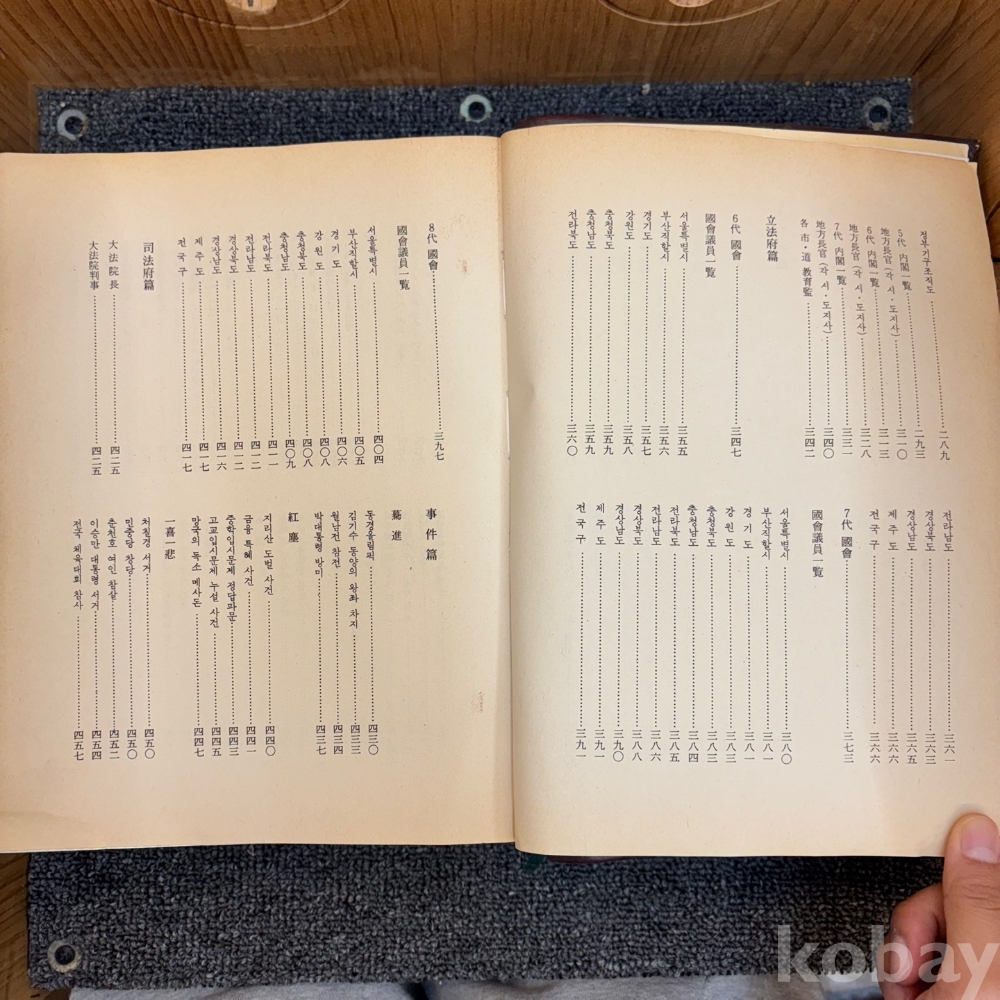 정부기구조직도……一八九
5代 內閣一覽……二九三
地方長官 (각 시·도지사)……三一〇
6代 內閣一覽……三一三
地方長官 (각 시·도지사)……三一八
7代 內閣一覽……三三一
地方長官 (각 시·도지사)……三四〇
各 市·道 教育監……三四二
立法府篇
6代 國會……三四七
國會議員一覽
서울특별시……三五五
부산직할시……三五六
경기도……三五七
강원도……三五八
충청북도……三五九
충청남도……三五九
전라북도……三六〇
전라남도……三六一
경상북도……三六三
경상남도……三六五
제주도……三六六
전국구……三六六
7代 國會……三七三
國會議員一覽
서울특별시……三八〇
부산직할시……三八一
경기도……三八一
강원도……三八三
충청북도……三八三
충청남도……三八四
전라북도……三八五
전라남도……三八六
경상북도……三八八
경상남도……三九〇
제주도……三九一
전국구……三九一
8代 國會……三九七
國會議員一覽
서울특별시……四〇四
부산직할시……四〇五
경기도……四〇六
강원도……四〇八
충청북도……四〇八
충청남도……四〇九
전라북도……四一一
전라남도……四一二
경상북도……四一二
경상남도……四一六
제주도……四一七
전국구……四一七
司法府篇
大法院長……四二五
大法院判事……四二五
事件篇
驀進
동경올림픽……四三〇
김기수 동양의 왕좌 차지……四三三
월남전 참전……四三四
박대통령 방미……四三七
紅塵
지리산 도벌 사건……四四〇
금융 특혜 사건……四四一
중학입시문제 정답파문……四四三
고교입시문제 누설 사건……四四五
망국의 독소 메사돈……四四七
一喜一悲
처칠경 서거……四五〇
민중당 창당……四五〇
춘천호 여인 참살……四五二
이승만 대통령 서거……四五四
전국 체육대회 참사……四五七
kobay